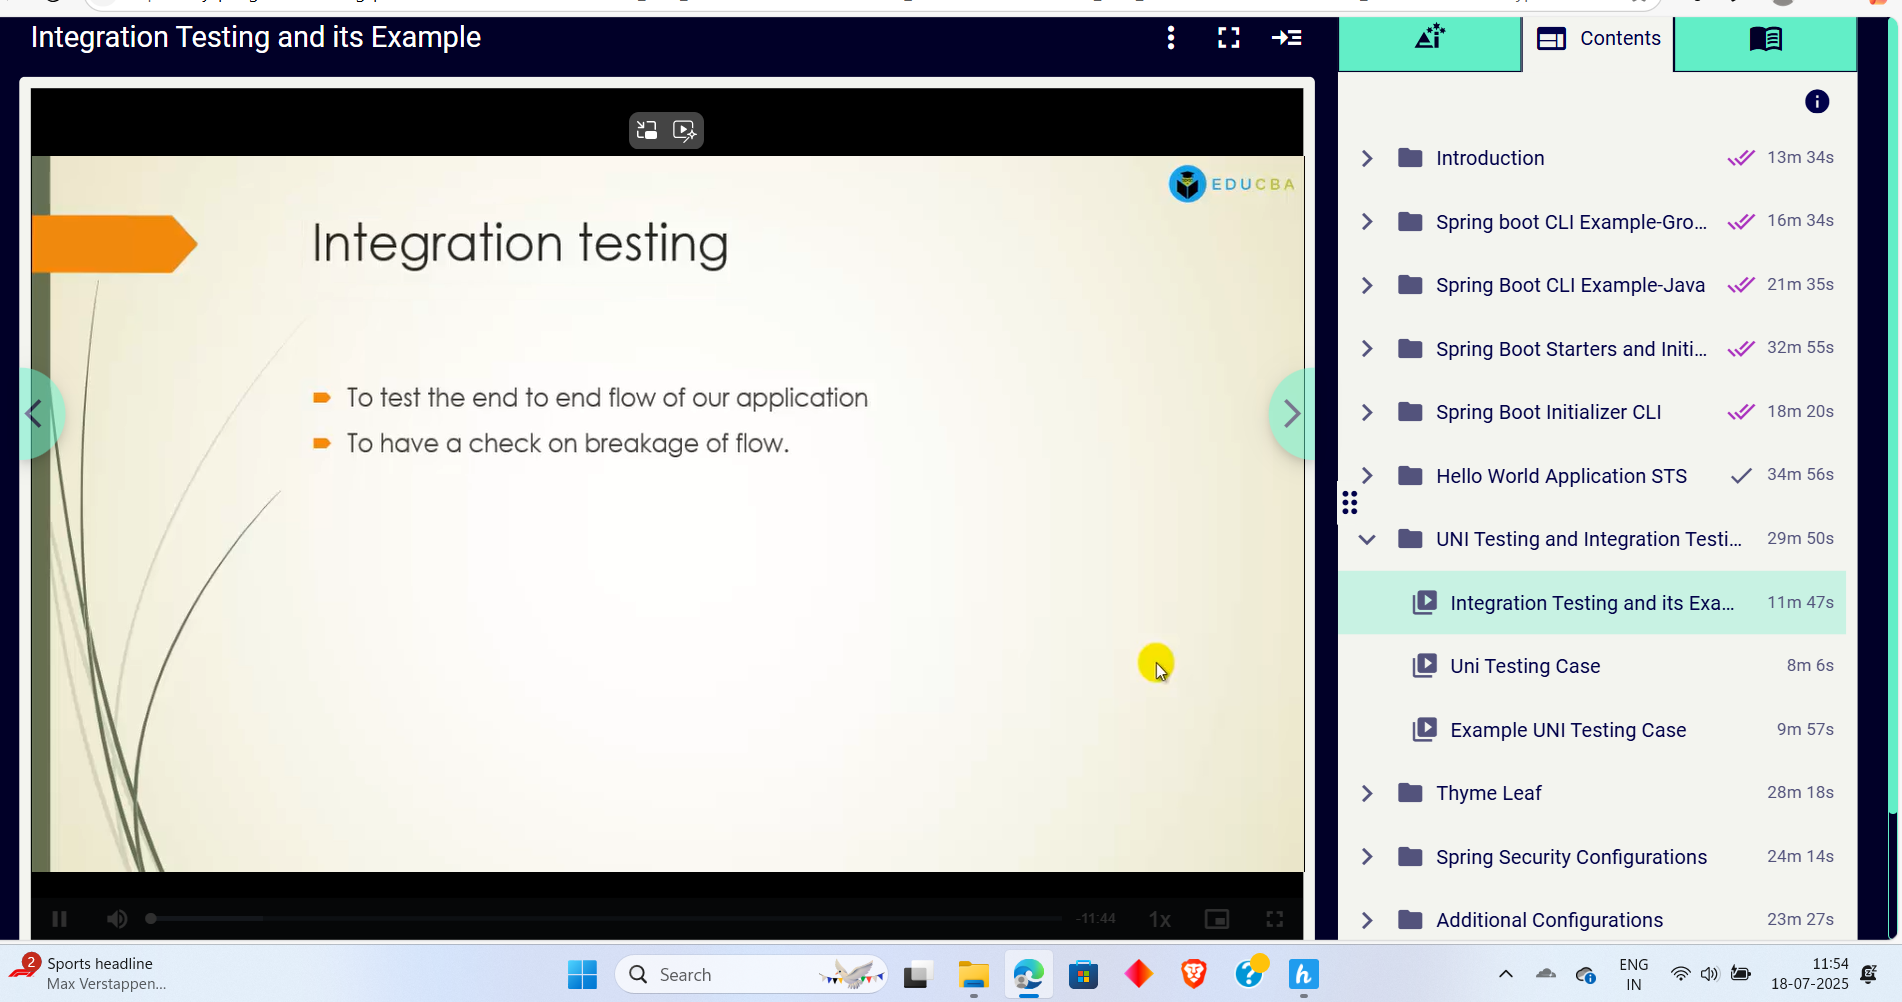 Integration Testing and its Example
Contents
EDUCBA
Integration testing
To test the end to end flow of our application
To have a check on breakage of flow.
-11:44
1x
Introduction 13m 34s
Spring boot CLI Example-Gro... 16m 34s
Spring Boot CLI Example-Java 21m 35s
Spring Boot Starters and Initi... 32m 55s
Spring Boot Initializer CLI 18m 20s
Hello World Application STS 34m 56s
UNI Testing and Integration Testi... 29m 50s
Integration Testing and its Exa... 11m 47s
Uni Testing Case 8m 6s
Example UNI Testing Case 9m 57s
Thyme Leaf 28m 18s
Spring Security Configurations 24m 14s
Additional Configurations 23m 27s
2
Sports headline
Max Verstappen...
Search
ENG
IN
11:54
18-07-2025